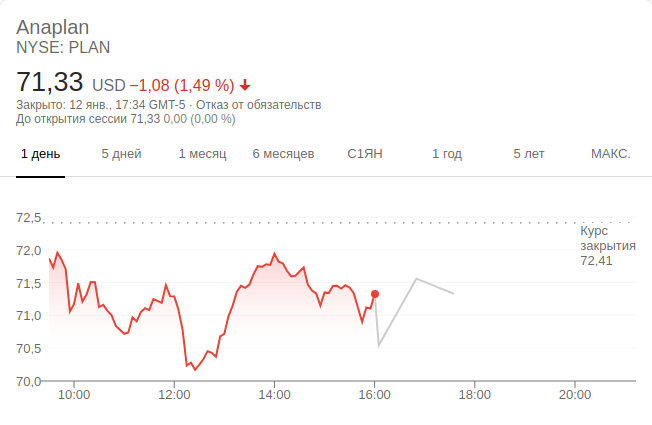 Anaplan
NYSE: PLAN
71,33 USD −1,08 (1,49 %)
Закрыто: 12 янв., 17:34 GMT-5 · Отказ от обязательств
До открытия сессии 71,33 0,00 (0,00 %)
1 день 5 дней 1 месяц 6 месяцев С1ЯН 1 год 5 лет МАКС.
72,5
Курс
закрытия
72,41
72,0
71,5
71,0
70,5
70,0
10:00 12:00 14:00 16:00 18:00 20:00